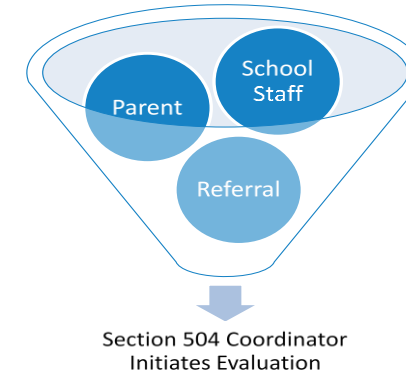 School
Staff
Parent
Referral
Section 504 Coordinator
Initiates Evaluation